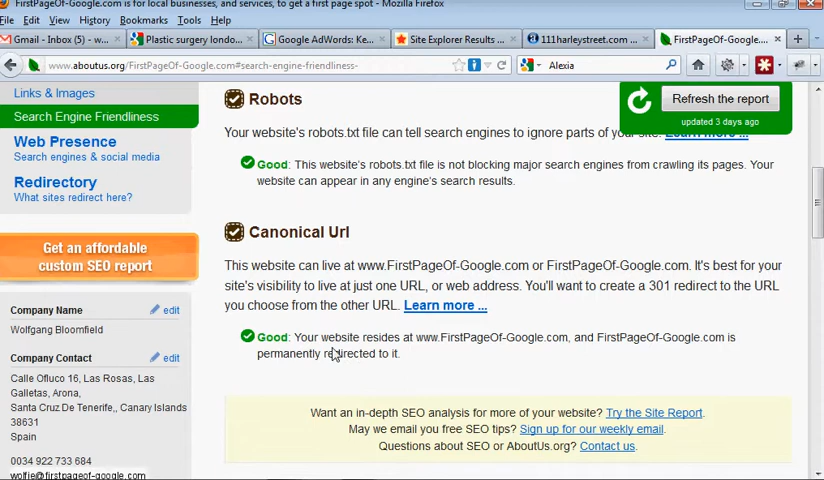 FirstPageOf-Google.com is for local businesses, and services, to get a first page spot - Mozilla Firefox
File Edit View History Bookmarks Tools Help
Gmail - Inbox (5) - w... Plastic surgery londo... Google AdWords: Ke... Site Explorer Results ... 111harleystreet.com ... FirstPageOf-Google....
www.aboutus.org/FirstPageOf-Google.com#search-engine-friendliness- Alexia
Links & Images
Search Engine Friendliness
Web Presence
Search engines & social media
Redirectory
What sites redirect here?
Get an affordable
custom SEO report
Company Name edit
Wolfgang Bloomfield
Company Contact edit
Calle Ofluco 16, Las Rosas, Las
Galletas, Arona,
Santa Cruz De Tenerife,, Canary Islands
38631
Spain
0034 922 733 684
wolfie@firstpageof-google.com
Robots
Refresh the report
updated 3 days ago
Your website's robots.txt file can tell search engines to ignore parts of your site. Learn more ...
Good: This website's robots.txt file is not blocking major search engines from crawling its pages. Your
website can appear in any engine's search results.
Canonical Url
This website can live at www.FirstPageOf-Google.com or FirstPageOf-Google.com. It's best for your
site's visibility to live at just one URL, or web address. You'll want to create a 301 redirect to the URL
you choose from the other URL. Learn more ...
Good: Your website resides at www.FirstPageOf-Google.com, and FirstPageOf-Google.com is
permanently redirected to it.
Want an in-depth SEO analysis for more of your website? Try the Site Report.
May we email you free SEO tips? Sign up for our weekly email.
Questions about SEO or AboutUs.org? Contact us.